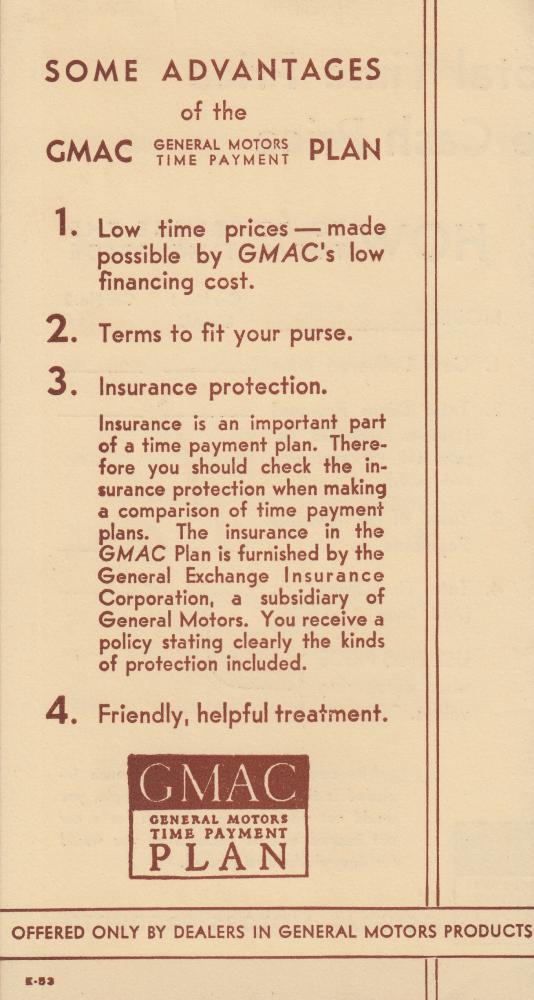 SOME ADVANTAGES
of the
GMAC GENERAL MOTORS TIME PAYMENT PLAN
1. Low time prices — made
possible by GMAC's low
financing cost.
2. Terms to fit your purse.
3. Insurance protection.
Insurance is an important part
of a time payment plan. There-
fore you should check the in-
surance protection when making
a comparison of time payment
plans. The insurance in the
GMAC Plan is furnished by the
General Exchange Insurance
Corporation, a subsidiary of
General Motors. You receive a
policy stating clearly the kinds
of protection included.
4. Friendly, helpful treatment.
GMAC
GENERAL MOTORS
TIME PAYMENT
PLAN
OFFERED ONLY BY DEALERS IN GENERAL MOTORS PRODUCTS
E-53